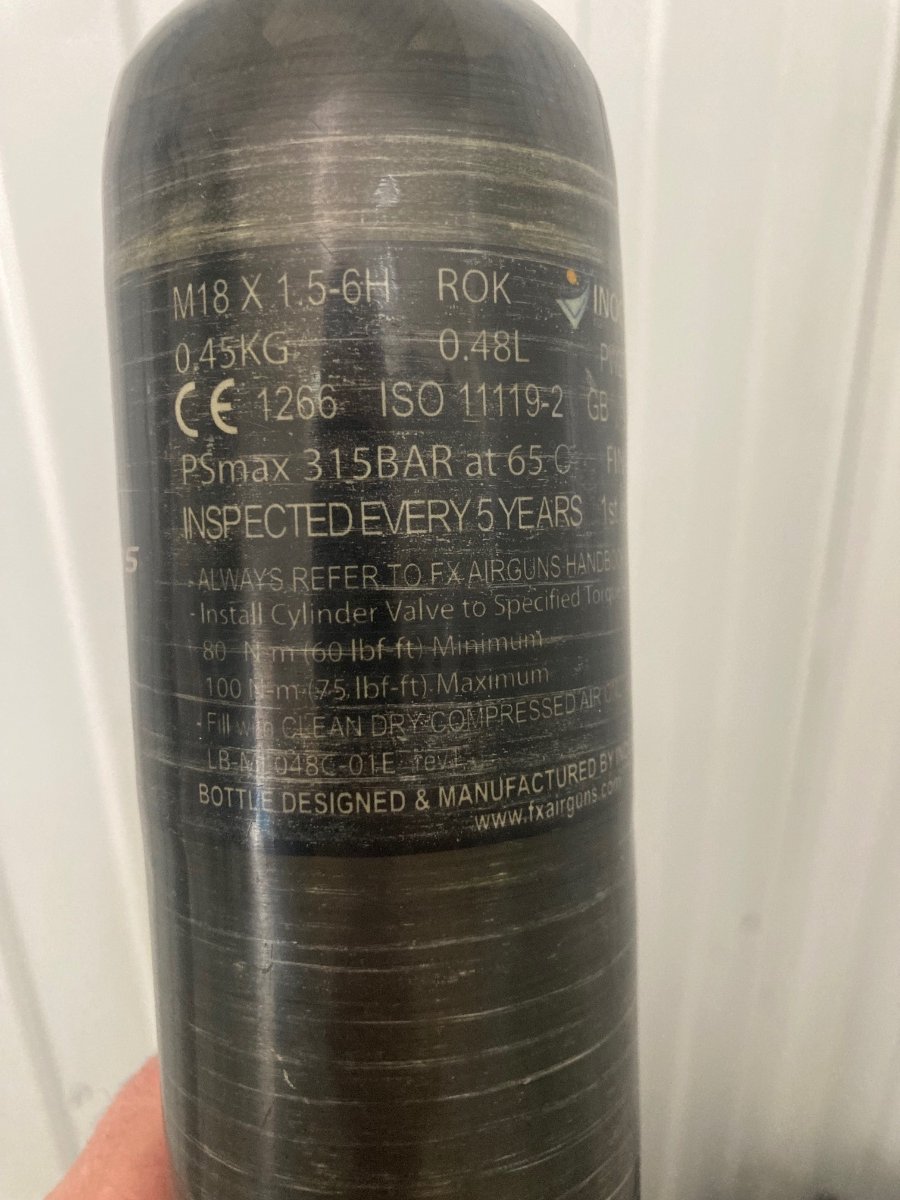 M18 X 1.5-6H ROK
0.45KG 0.48L
CE 1266 ISO 11119-2 GB
PSmax 315BAR at 65 C
INSPECTED EVERY 5 YEARS 1st
- ALWAYS REFER TO FX AIRGUNS
- Install Cylinder Valve to Specified
80 N-m (60 lbf-ft) Minimum
100 N-m (75 lbf-ft) Maximum
- Fill with CLEAN DRY COMPRESSED AIR
BOTTLE DESIGNED & MANUFACTURED BY
www.fxairguns.com